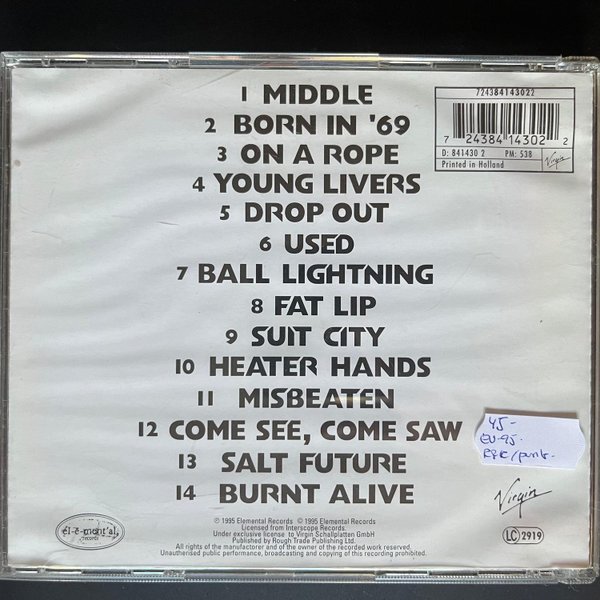 1 MIDDLE
2 BORN IN '69
3 ON A ROPE
4 YOUNG LIVERS
5 DROP OUT
6 USED
7 BALL LIGHTNING
8 FAT LIP
9 SUIT CITY
10 HEATER HANDS
11 MISBEATEN
12 COME SEE, COME SAW
13 SALT FUTURE
14 BURNT ALIVE
724384143022
7 24384 14302 2
D: 841430 2 PM: 538
Printed in Holland
Virgin
45-
EU-95-
R&R/punk-
el-e-ment'al
records
℗ 1995 Elemental Records © 1995 Elemental Records
Licensed from Interscope Records.
Under exclusive license to Virgin Schallplatten GmbH
Published by Rough Trade Publishing Ltd.
All rights of the manufacturer and of the owner of the recorded work reserved.
Unauthorised public performance, broadcasting and copying of this recording prohibited.
Virgin
LC 2919